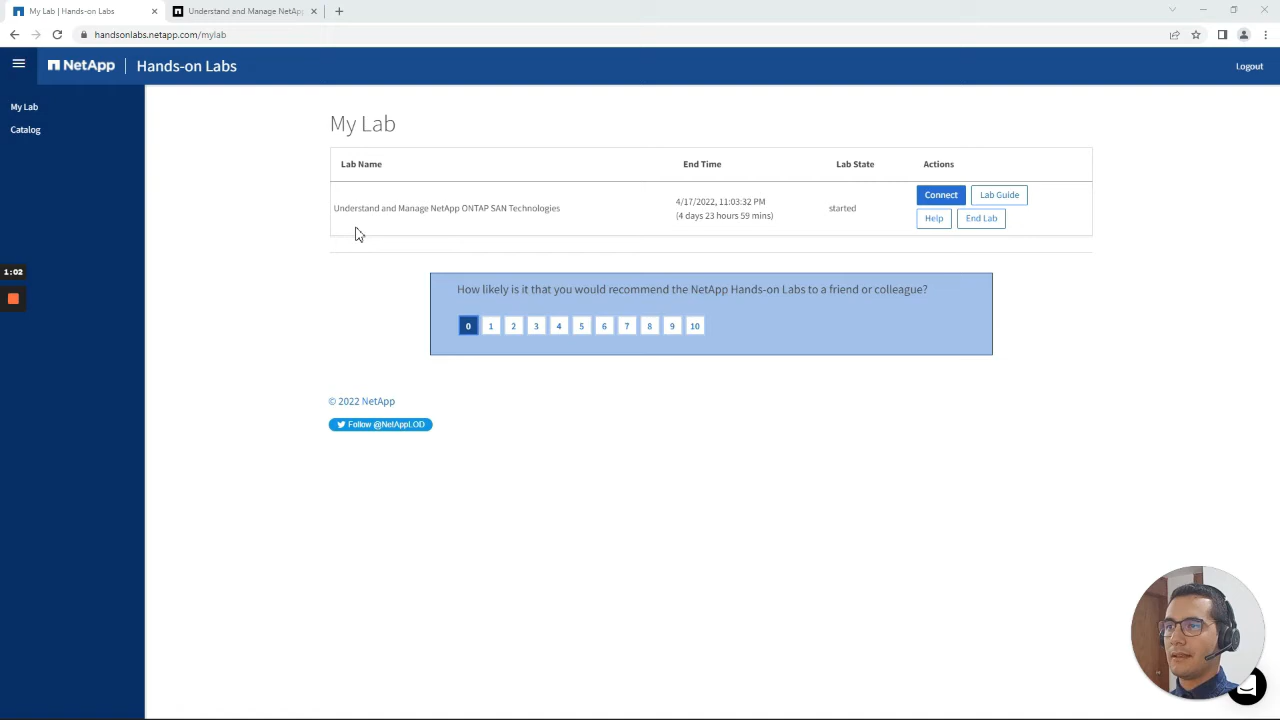 My Lab | Hands-on Labs
Understand and Manage NetAp
handsonlabs.netapp.com/mylab
NetApp | Hands-on Labs
Logout
My Lab
Catalog
My Lab
Lab Name End Time Lab State Actions
Understand and Manage NetApp ONTAP SAN Technologies
4/17/2022, 11:03:32 PM
(4 days 23 hours 59 mins)
started
Connect Lab Guide
Help End Lab
1:02
How likely is it that you would recommend the NetApp Hands-on Labs to a friend or colleague?
0 1 2 3 4 5 6 7 8 9 10
© 2022 NetApp
Follow @NetAppLOD